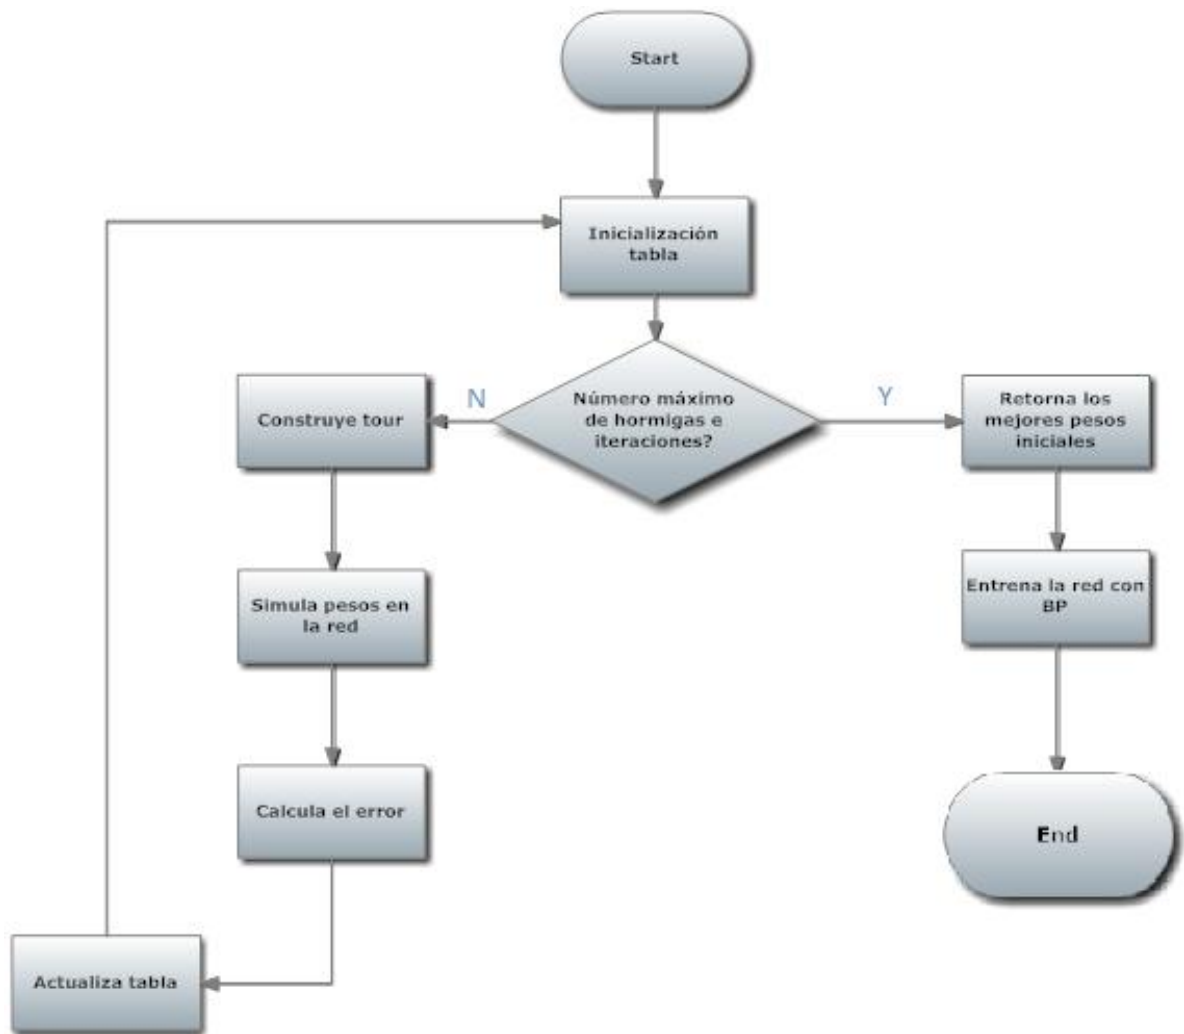 Start
Inicialización
tabla
Número máximo
de hormigas e
iteraciones?
N
Y
Construye tour
Retorna los
mejores pesos
iniciales
Simula pesos en
la red
Entrena la red con
BP
Calcula el error
End
Actualiza tabla